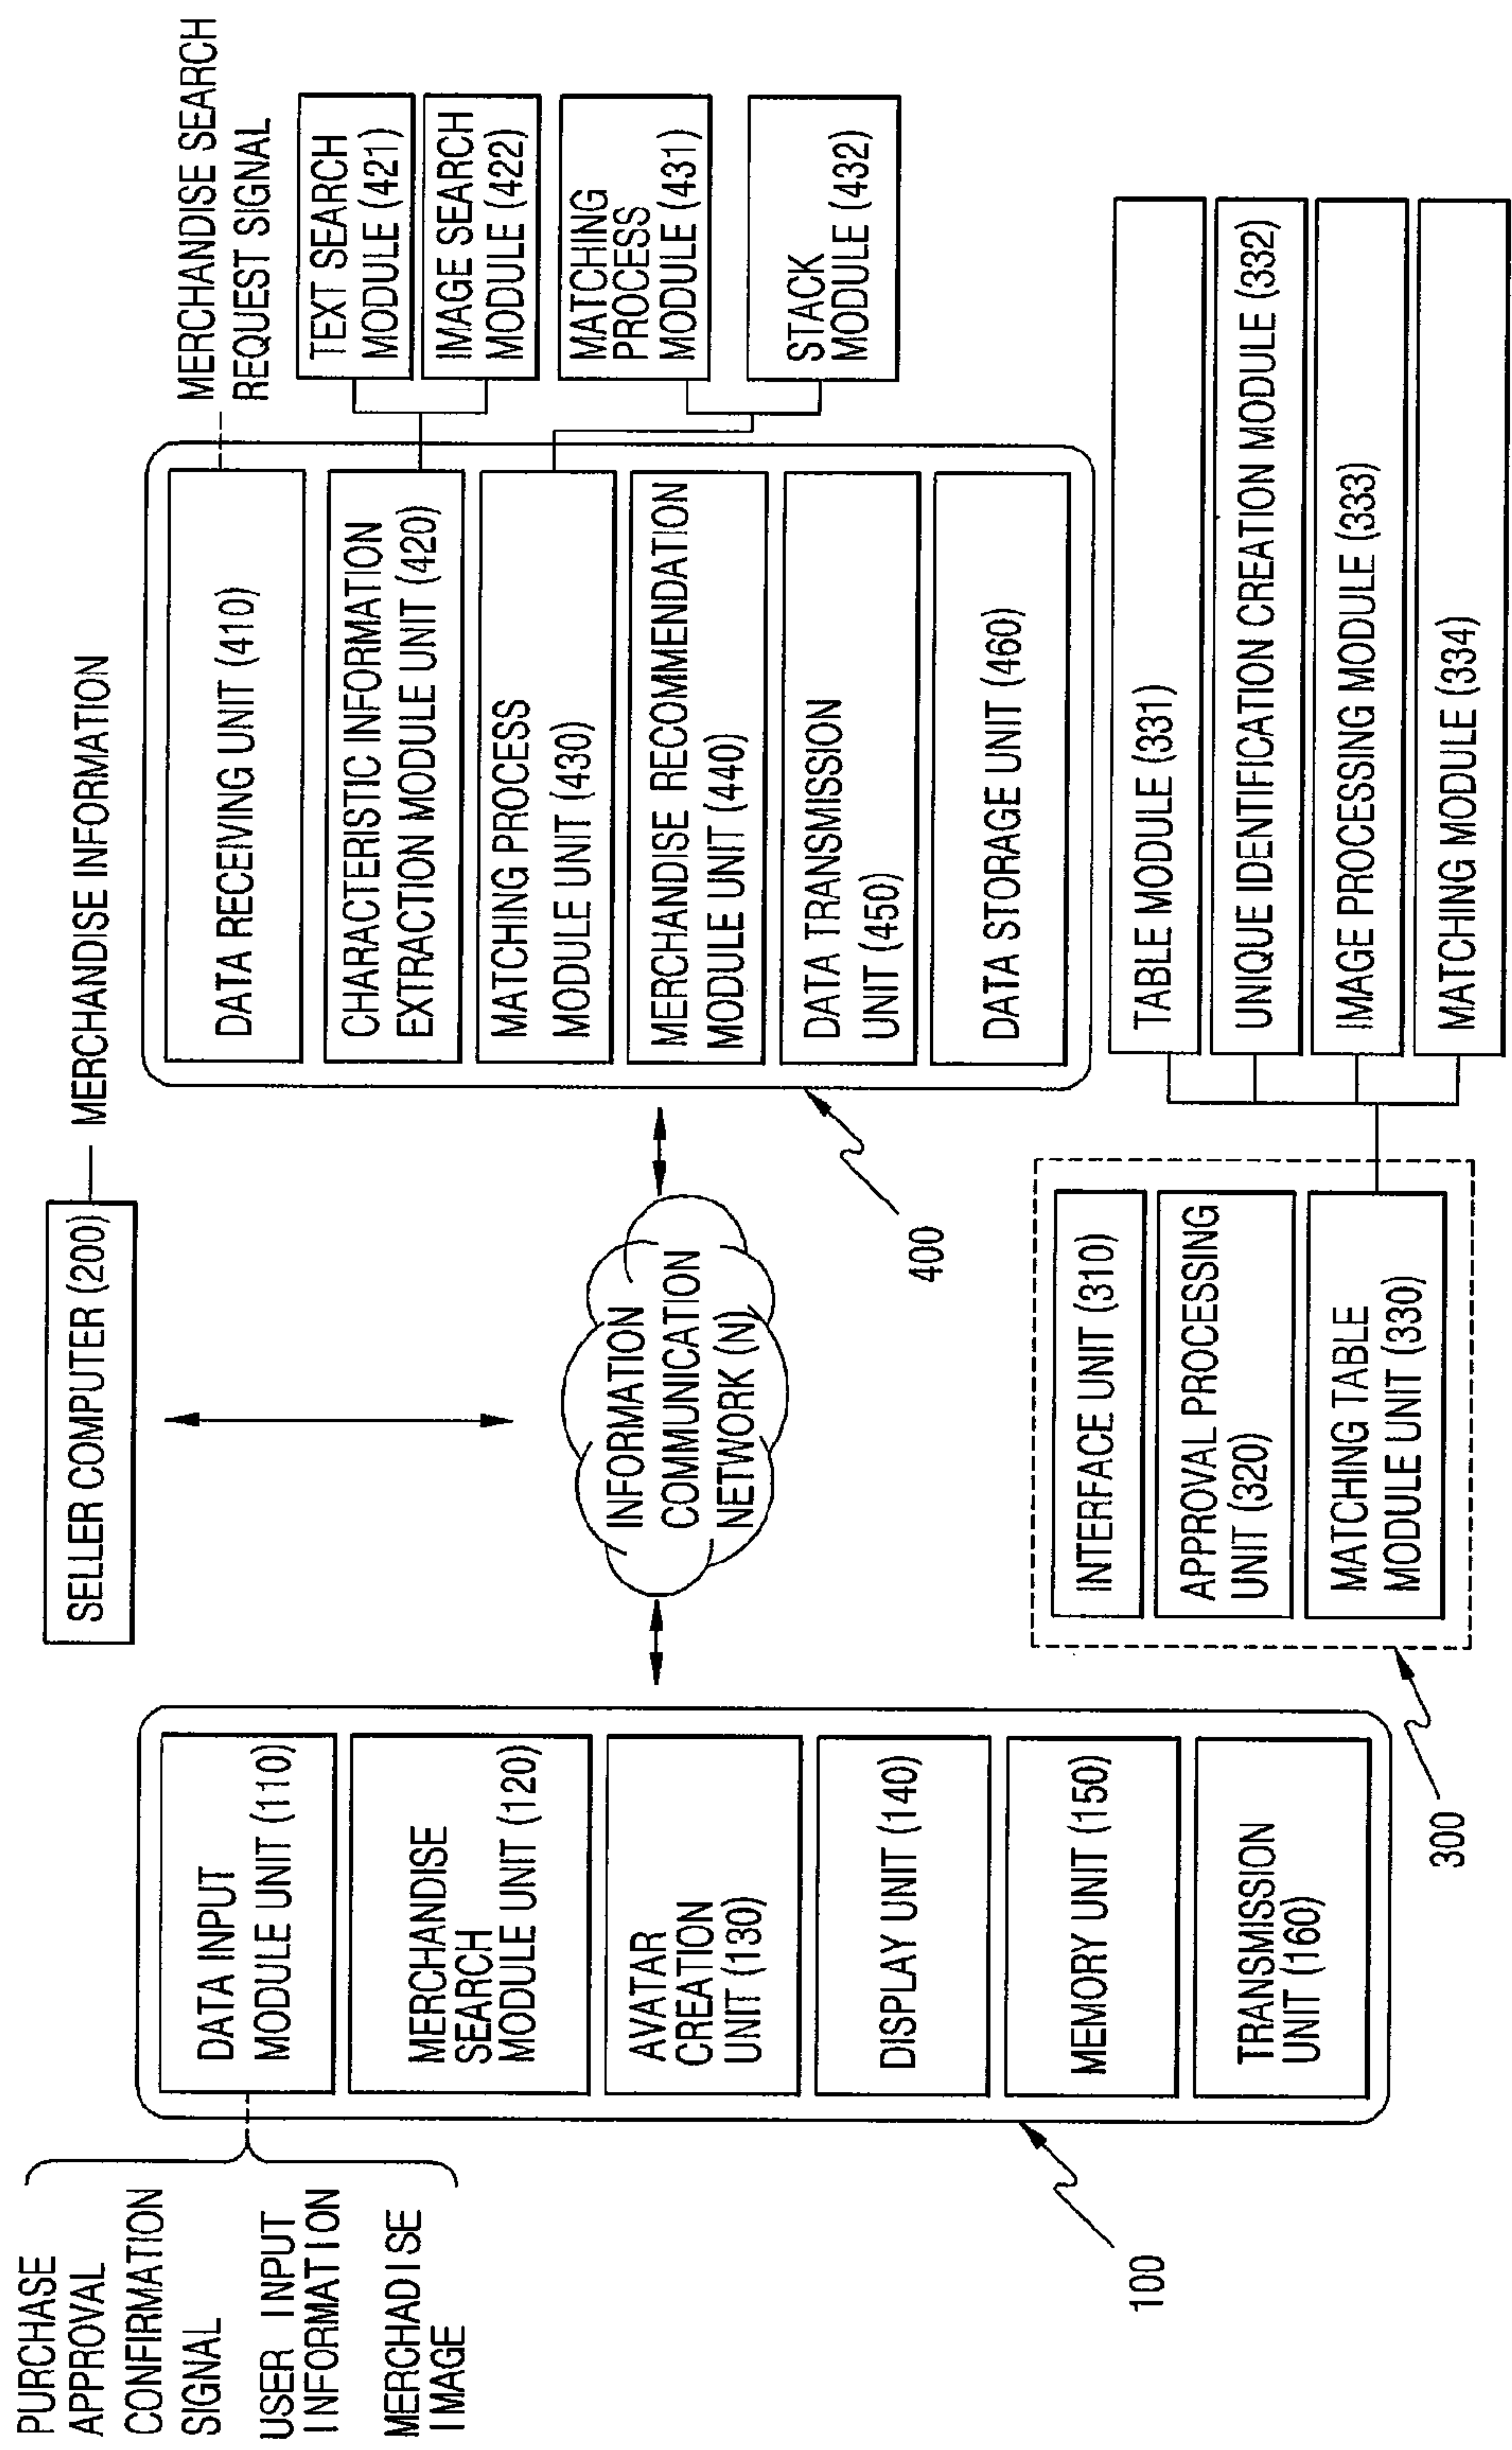 PURCHASE
APPROVAL
CONFIRMATION
SIGNAL
USER INPUT
INFORMATION
MERCHADISE
IMAGE
DATA INPUT
MODULE UNIT (110)
MERCHANDISE
SEARCH
MODULE UNIT (120)
AVATAR
CREATION
UNIT (130)
DISPLAY UNIT (140)
MEMORY UNIT (150)
TRANSMISSION
UNIT (160)
100
SELLER COMPUTER (200)
MERCHANDISE INFORMATION
INFORMATION
COMMUNICATION
NETWORK (N)
INTERFACE UNIT (310)
APPROVAL PROCESSING
UNIT (320)
MATCHING TABLE
MODULE UNIT (330)
300
TABLE MODULE (331)
UNIQUE IDENTIFICATION CREATION MODULE (332)
IMAGE PROCESSING MODULE (333)
MATCHING MODULE (334)
DATA RECEIVING UNIT (410)
CHARACTERISTIC INFORMATION
EXTRACTION MODULE UNIT (420)
MATCHING PROCESS
MODULE UNIT (430)
MERCHANDISE RECOMMENDATION
MODULE UNIT (440)
DATA TRANSMISSION
UNIT (450)
DATA STORAGE UNIT (460)
400
MERCHANDISE SEARCH
REQUEST SIGNAL
TEXT SEARCH
MODULE (421)
IMAGE SEARCH
MODULE (422)
MATCHING
PROCESS
MODULE (431)
STACK
MODULE (432)